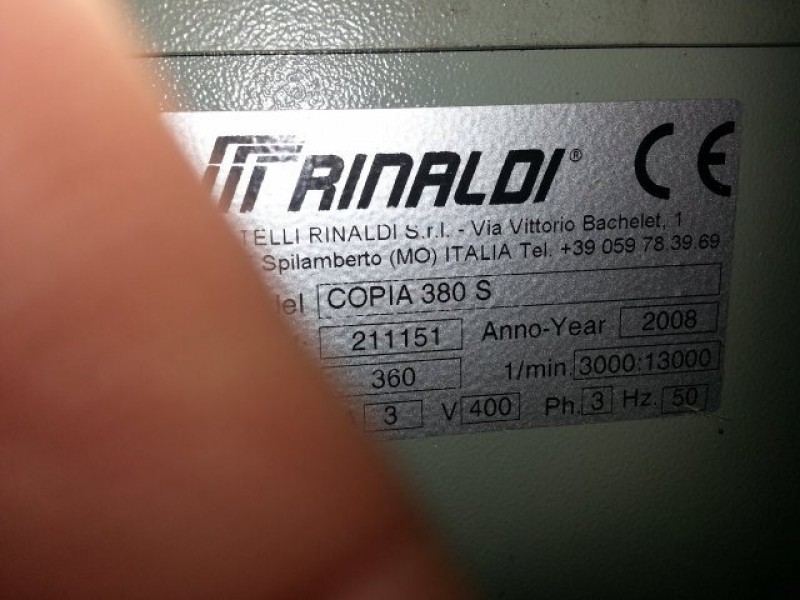 RINALDI®
CE
TELLI RINALDI S.r.l. - Via Vittorio Bachelet, 1
Spilamberto (MO) ITALIA Tel. +39 059 78.39.69
del COPIA 380 S
211151 Anno-Year 2008
360 1/min. 3000:13000
3 V 400 Ph. 3 Hz. 50